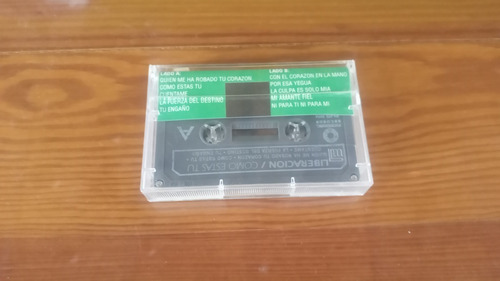 LADO A:
QUIEN ME HA ROBADO TU CORAZON
COMO ESTAS TU
CUENTAME
LA FUERZA DEL DESTINO
TU ENGAÑO
LADO B:
CON EL CORAZON EN LA MANO
POR ESA YEGUA
LA CULPA ES SOLO MIA
MI AMANTE FIEL
NI PARA TI NI PARA MI
A
LIBERACION / COMO ESTAS TU